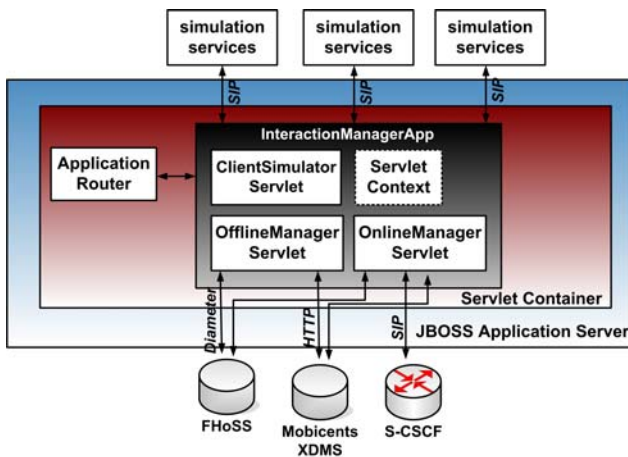 simulation
services
simulation
services
simulation
services
SIP
SIP
SIP
InteractionManagerApp
Application
Router
ClientSimulator
Servlet
Servlet
Context
OfflineManager
Servlet
OnlineManager
Servlet
Servlet Container
JBOSS Application Server
Diameter
HTTP
SIP
FHoSS
Mobicents
XDMS
S-CSCF